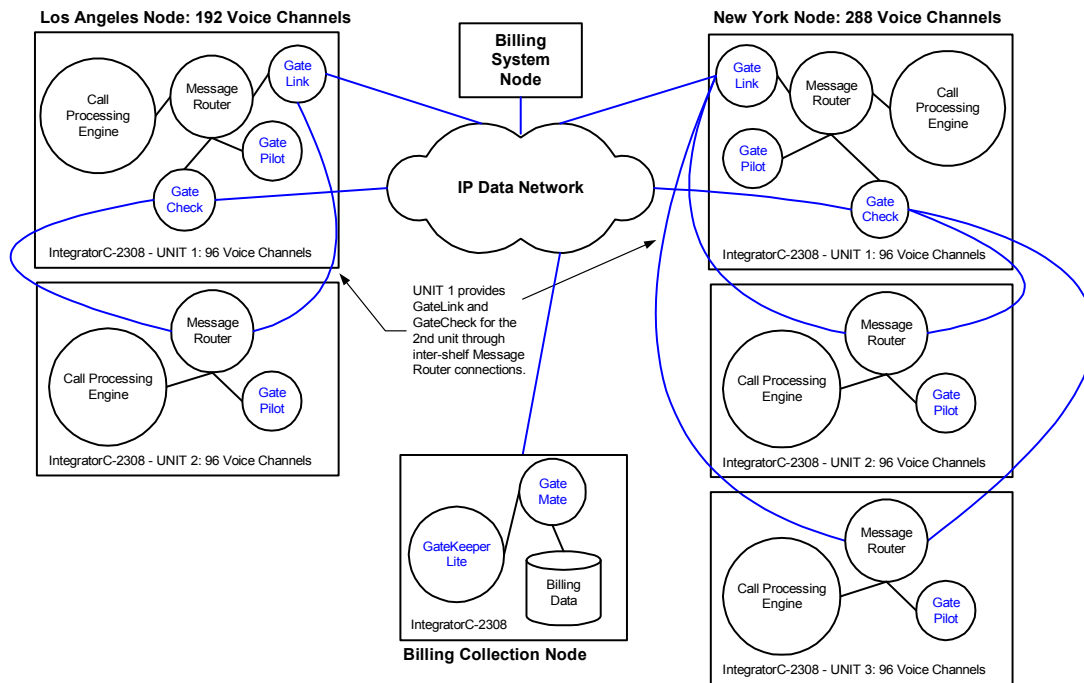 Los Angeles Node: 192 Voice Channels
Call
Processing
Engine
Message
Router
Gate
Link
Gate
Pilot
Gate
Check
IntegratorC-2308 - UNIT 1: 96 Voice Channels
Message
Router
Call Processing
Engine
Gate
Pilot
IntegratorC-2308 - UNIT 2: 96 Voice Channels
Billing
System
Node
IP Data Network
UNIT 1 provides
GateLink and
GateCheck for the
2nd unit through
inter-shelf Message
Router connections.
Gate
Mate
GateKeeper
Lite
Billing
Data
IntegratorC-2308
Billing Collection Node
New York Node: 288 Voice Channels
Gate
Link
Message
Router
Call
Processing
Engine
Gate
Pilot
Gate
Check
IntegratorC-2308 - UNIT 1: 96 Voice Channels
Message
Router
Call Processing
Engine
Gate
Pilot
IntegratorC-2308 - UNIT 2: 96 Voice Channels
Message
Router
Call Processing
Engine
Gate
Pilot
IntegratorC-2308 - UNIT 3: 96 Voice Channels